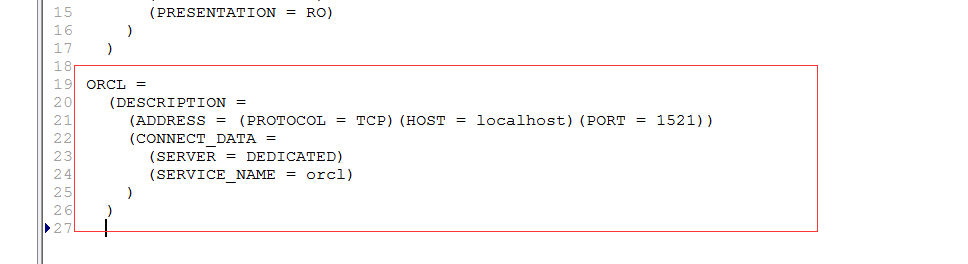 15 (PRESENTATION = RO)
16 )
17 )
18
19 ORCL =
20 (DESCRIPTION =
21 (ADDRESS = (PROTOCOL = TCP)(HOST = localhost)(PORT = 1521))
22 (CONNECT_DATA =
23 (SERVER = DEDICATED)
24 (SERVICE_NAME = orcl)
25 )
26 )
27